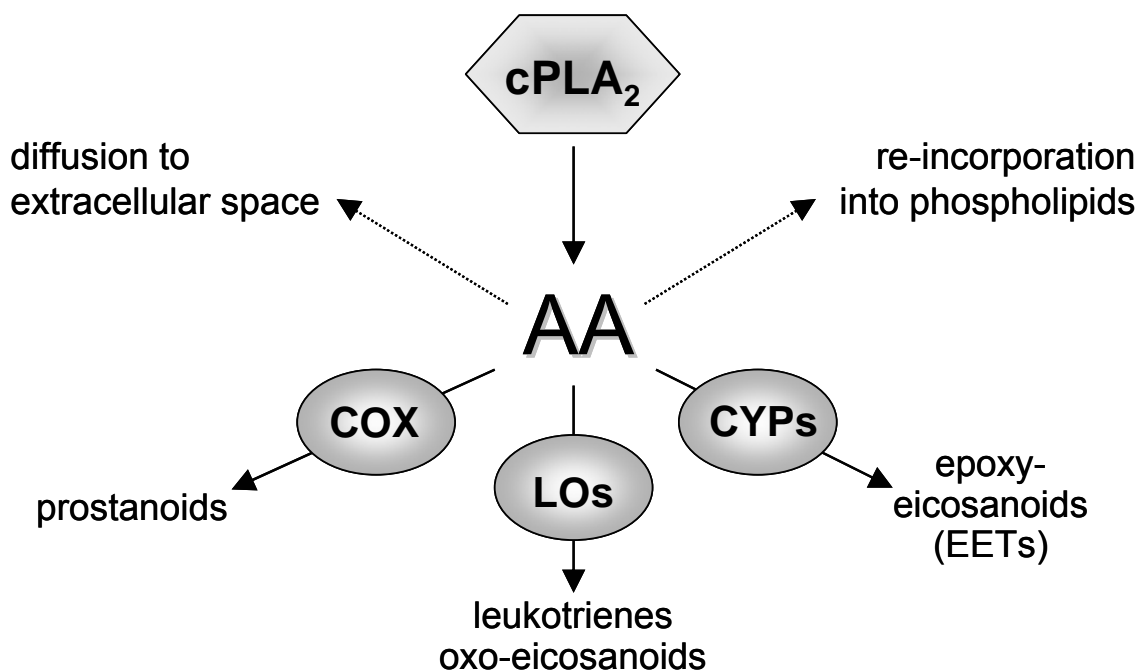 cPLA₂
diffusion to
extracellular space
re-incorporation
into phospholipids
AA
COX
CYPs
LOs
prostanoids
epoxy-
eicosanoids
(EETs)
leukotrienes
oxo-eicosanoids